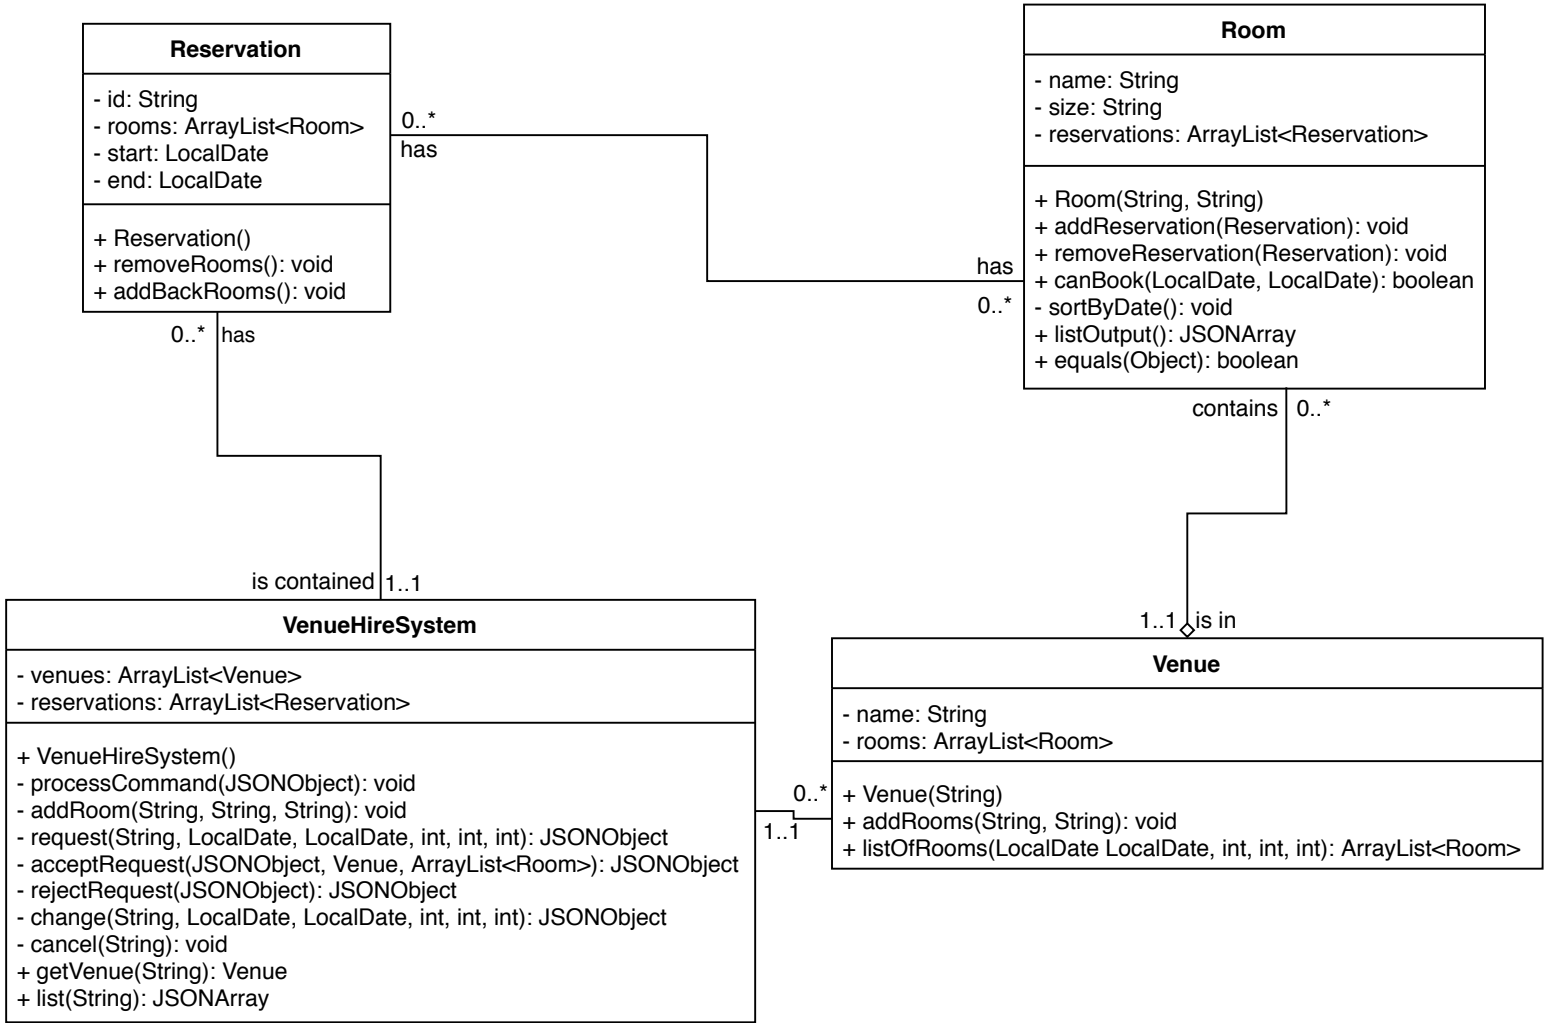 Reservation
- id: String
- rooms: ArrayList<Room>
- start: LocalDate
- end: LocalDate
+ Reservation()
+ removeRooms(): void
+ addBackRooms(): void
0..*
has
has
0..*
Room
- name: String
- size: String
- reservations: ArrayList<Reservation>
+ Room(String, String)
+ addReservation(Reservation): void
+ removeReservation(Reservation): void
+ canBook(LocalDate, LocalDate): boolean
- sortByDate(): void
+ listOutput(): JSONArray
+ equals(Object): boolean
0..* has
contains 0..*
is contained 1..1
1..1 is in
VenueHireSystem
- venues: ArrayList<Venue>
- reservations: ArrayList<Reservation>
+ VenueHireSystem()
- processCommand(JSONObject): void
- addRoom(String, String, String): void
- request(String, LocalDate, LocalDate, int, int, int): JSONObject
- acceptRequest(JSONObject, Venue, ArrayList<Room>): JSONObject
- rejectRequest(JSONObject): JSONObject
- change(String, LocalDate, LocalDate, int, int, int): JSONObject
- cancel(String): void
+ getVenue(String): Venue
+ list(String): JSONArray
0..*
1..1
Venue
- name: String
- rooms: ArrayList<Room>
+ Venue(String)
+ addRooms(String, String): void
+ listOfRooms(LocalDate LocalDate, int, int, int): ArrayList<Room>